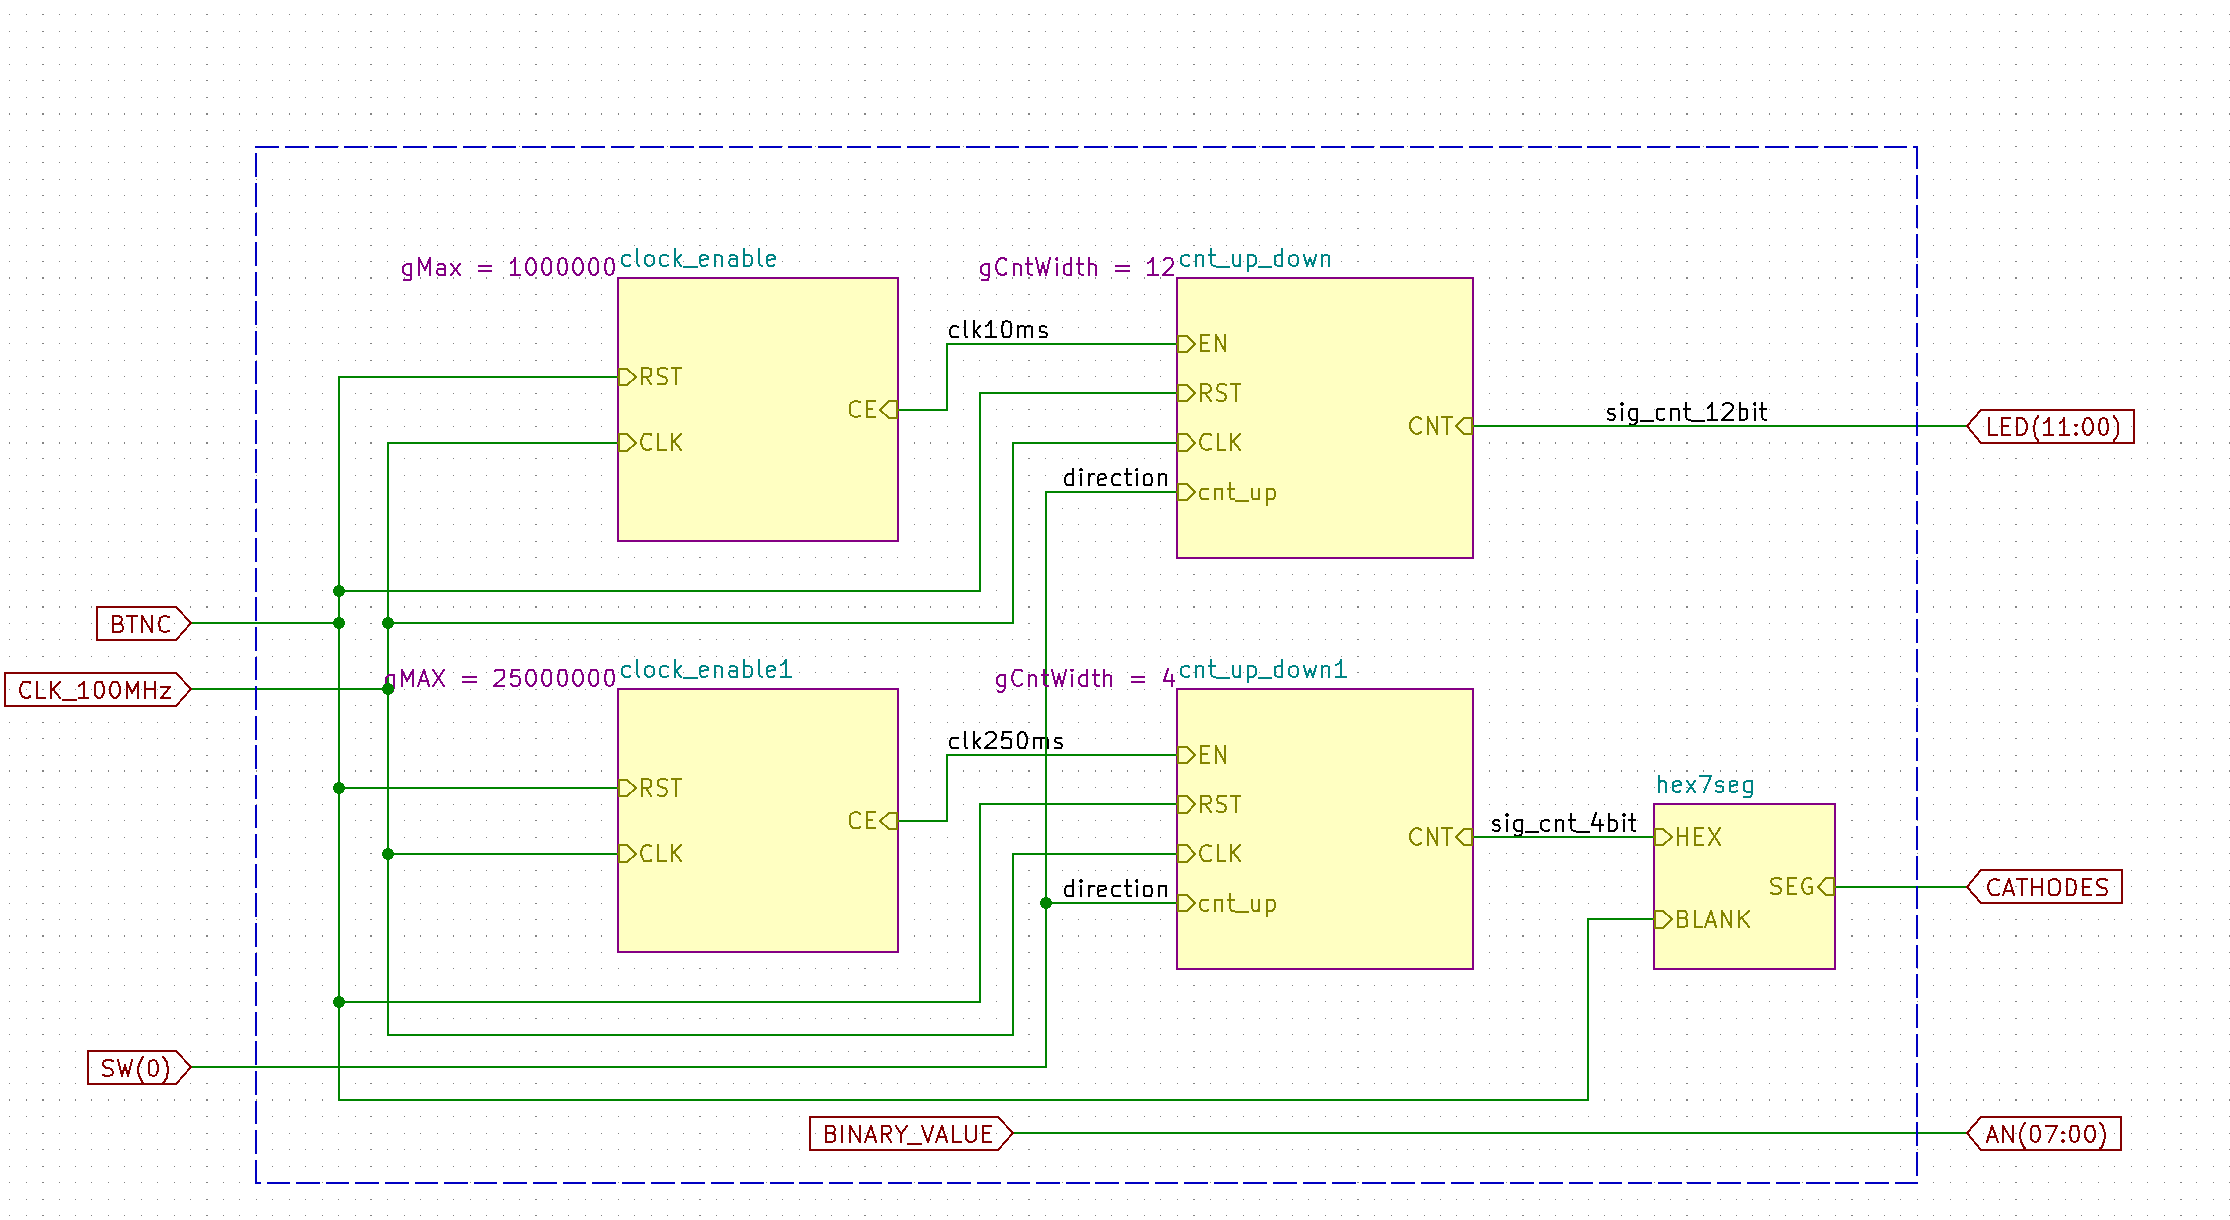 clock_enable
gMax = 1000000
RST
CLK
CE
clk10ms
cnt_up_down
gCntWidth = 12
EN
RST
CLK
cnt_up
direction
CNT
sig_cnt_12bit
LED(11:00)
BTNC
CLK_100MHz
clock_enable1
gMAX = 25000000
RST
CLK
CE
clk250ms
cnt_up_down1
gCntWidth = 4
EN
RST
CLK
cnt_up
direction
CNT
sig_cnt_4bit
hex7seg
HEX
BLANK
SEG
CATHODES
SW(0)
BINARY_VALUE
AN(07:00)